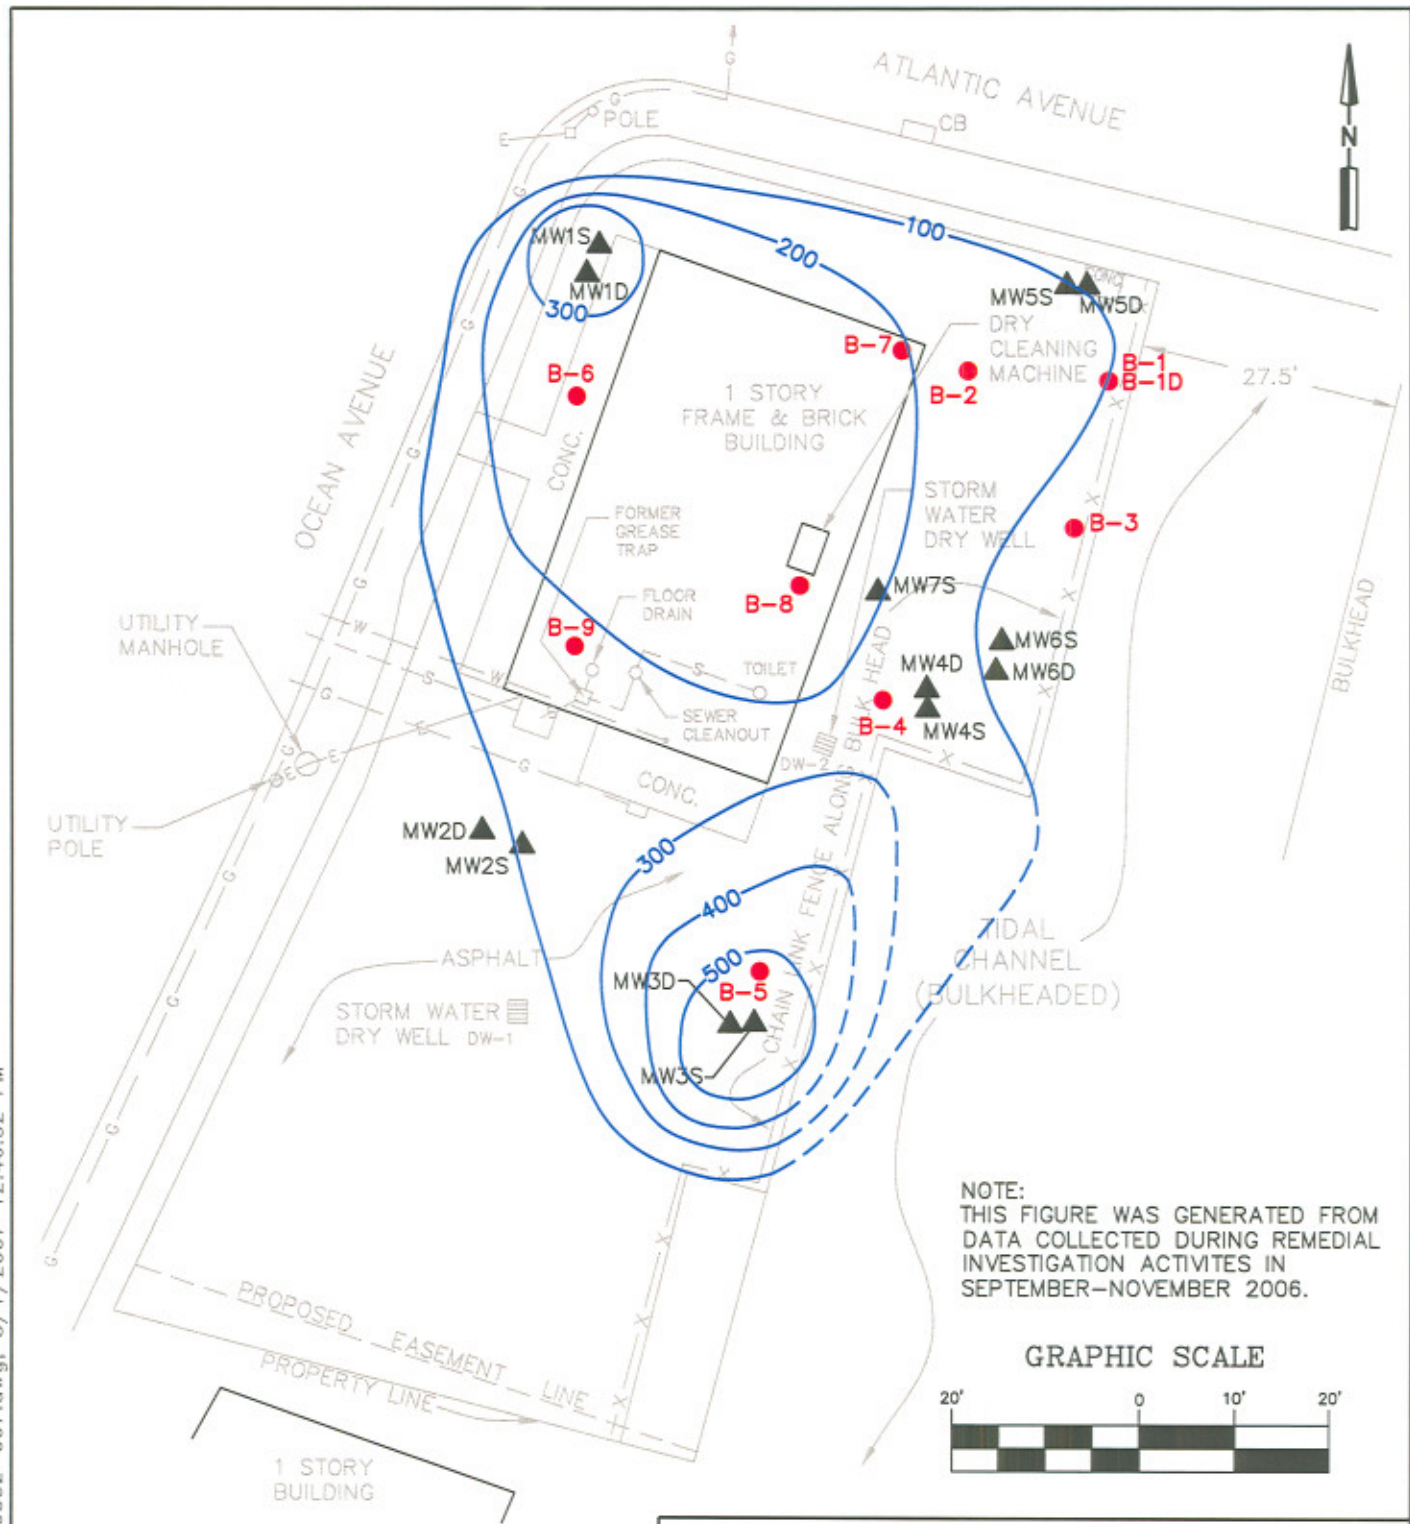 ATLANTIC AVENUE
G
G
POLE
CB
E
N
G
100
MW1S
200
MW1D
300
CONC.
MW5S
MW5D
DRY
CLEANING
MACHINE
B-7
B-1
B-1D
27.5'
B-2
B-6
1 STORY
FRAME & BRICK
BUILDING
OCEAN AVENUE
G
G
CONC.
STORM
WATER
DRY WELL
X
X
B-3
FORMER
GREASE
TRAP
FLOOR
DRAIN
B-8
MW7S
X
BULKHEAD
UTILITY
MANHOLE
G
W
B-9
S
TOILET
MW6S
MW6D
MW4D
MW4S
B-4
S
G
W
E
E
SEWER
CLEANOUT
DW-2
X
X
G
E
E
G
CONC.
UTILITY
POLE
MW2D
MW2S
300
CHAIN LINK FENCE ALONG BULK HEAD
X
G
400
TIDAL
CHANNEL
(BULKHEADED)
ASPHALT
500
MW3D
B-5
X
STORM WATER
DRY WELL DW-1
G
MW3S
X
G
X
NOTE:
THIS FIGURE WAS GENERATED FROM
DATA COLLECTED DURING REMEDIAL
INVESTIGATION ACTIVITES IN
SEPTEMBER-NOVEMBER 2006.
G
X
PROPOSED EASEMENT LINE
PROPERTY LINE
X
GRAPHIC SCALE
20' 0 10' 20'
1 STORY
BUILDING